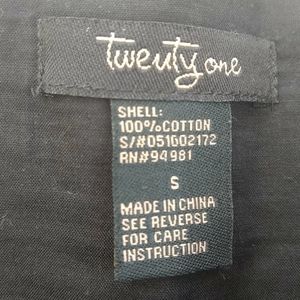 twenty one
SHELL:
100%COTTON
S/#051602172
RN#94981
S
MADE IN CHINA
SEE REVERSE
FOR CARE
INSTRUCTION